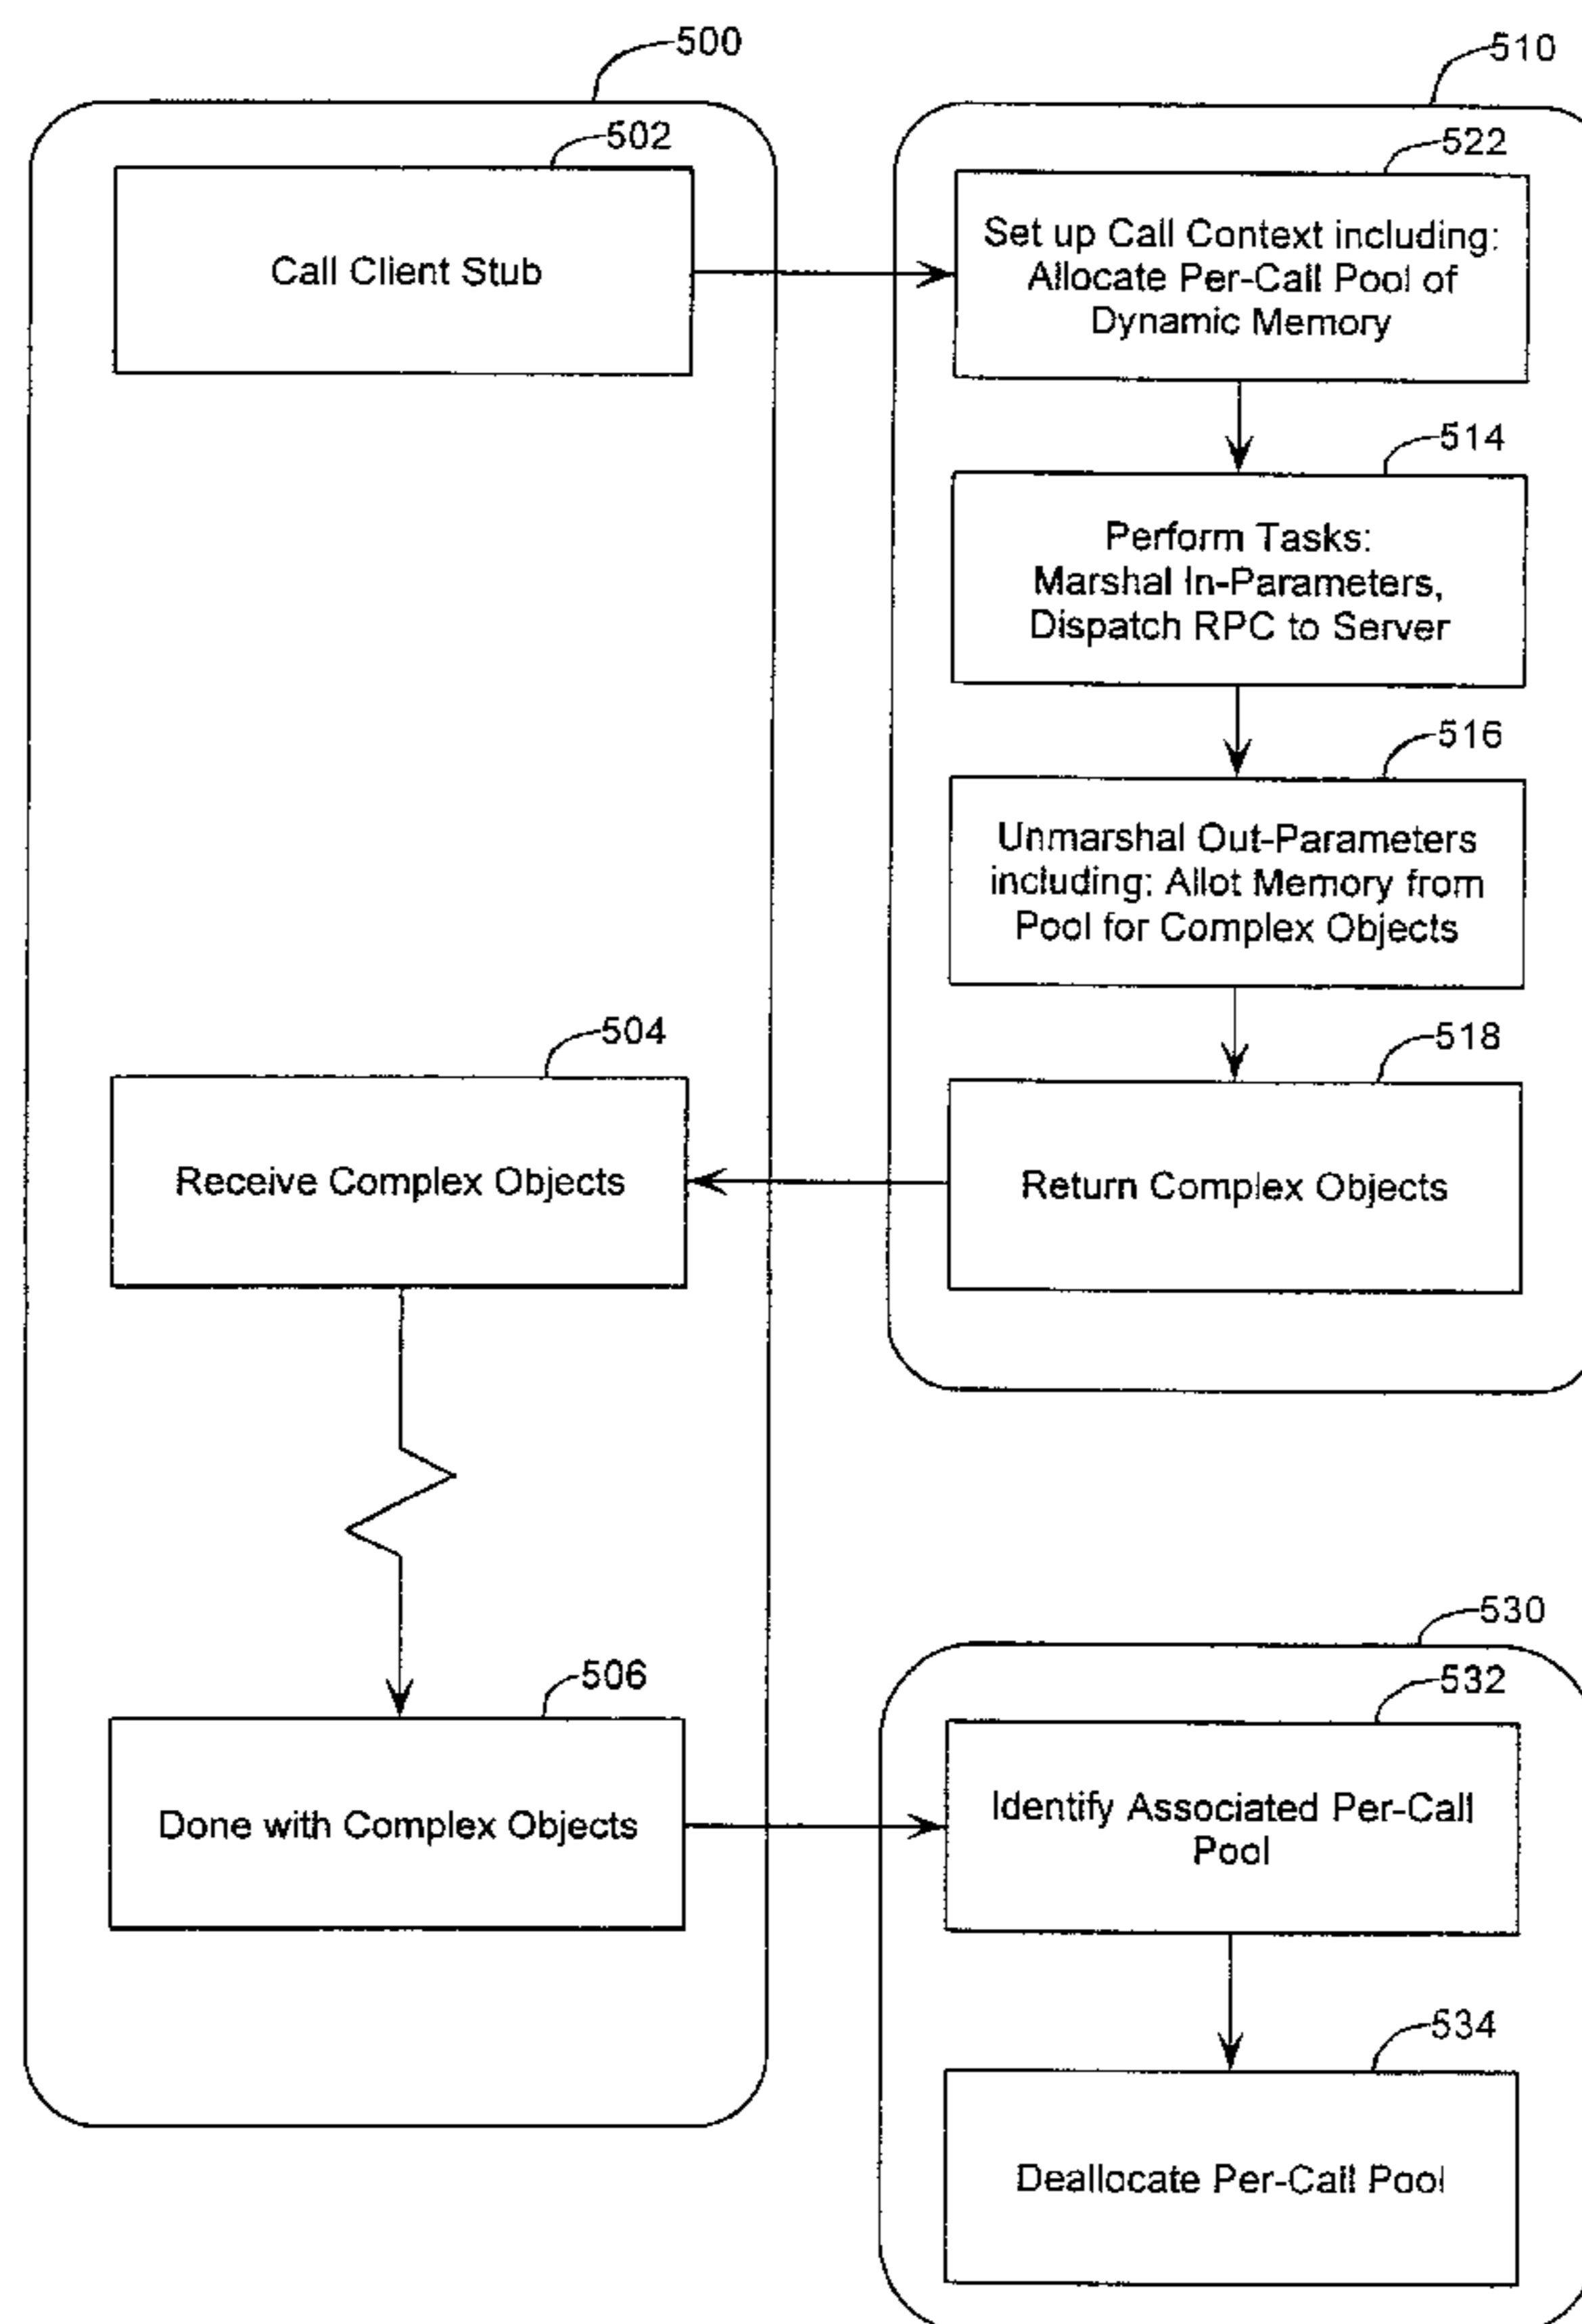 500
510
502
522
Call Client Stub
Set up Call Context including:
Allocate Per-Call Pool of
Dynamic Memory
514
Perform Tasks:
Marshal In-Parameters,
Dispatch RPC to Server
516
Unmarshal Out-Parameters
including: Allot Memory from
Pool for Complex Objects
504
518
Receive Complex Objects
Return Complex Objects
530
506
532
Done with Complex Objects
Identify Associated Per-Call
Pool
534
Deallocate Per-Call Pool